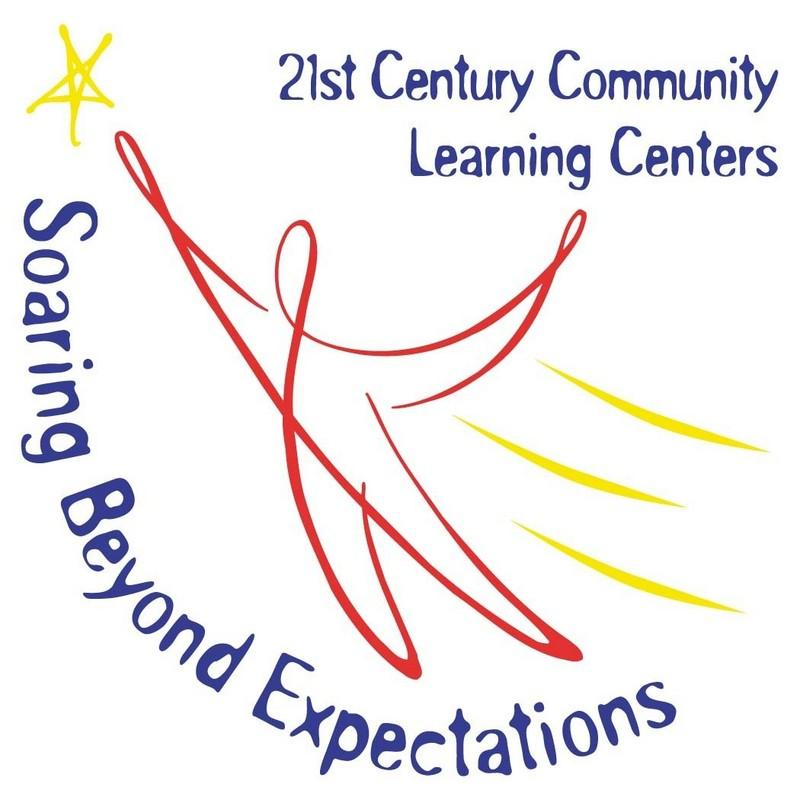 21st Century Community
Learning Centers
Soaring Beyond Expectations